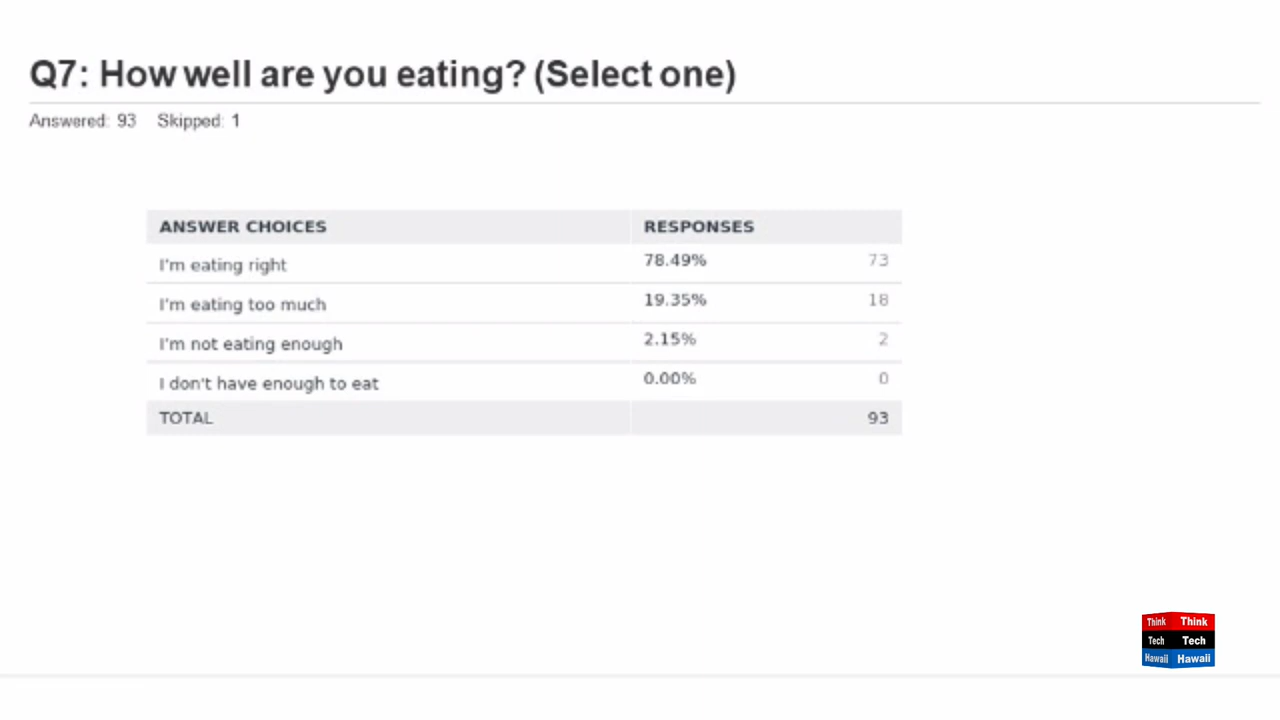 Q7: How well are you eating? (Select one)
Answered: 93 Skipped: 1
ANSWER CHOICES RESPONSES
I'm eating right 78.49% 73
I'm eating too much 19.35% 18
I'm not eating enough 2.15% 2
I don't have enough to eat 0.00% 0
TOTAL 93
Think Think
Tech Tech
Hawaii Hawaii